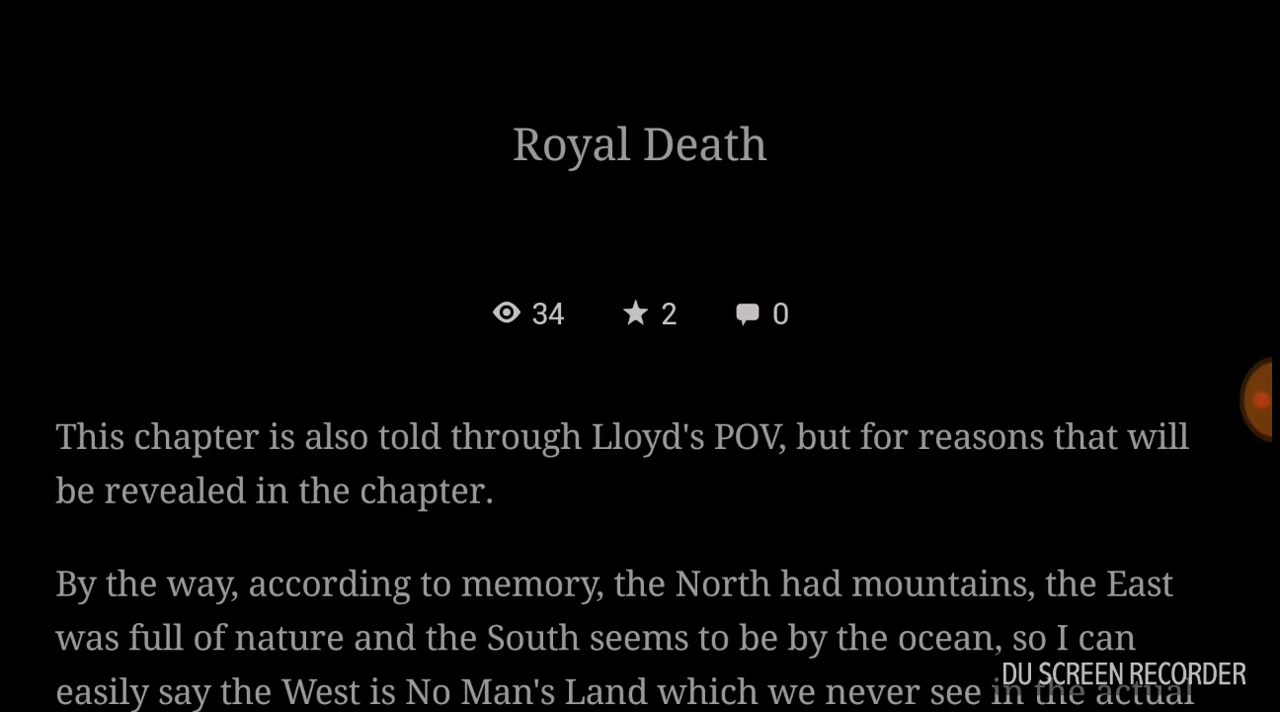 Royal Death
34 2 0
This chapter is also told through Lloyd's POV, but for reasons that will
be revealed in the chapter.
By the way, according to memory, the North had mountains, the East
was full of nature and the South seems to be by the ocean, so I can
easily say the West is No Man's Land which we never see in the actual
DU SCREEN RECORDER